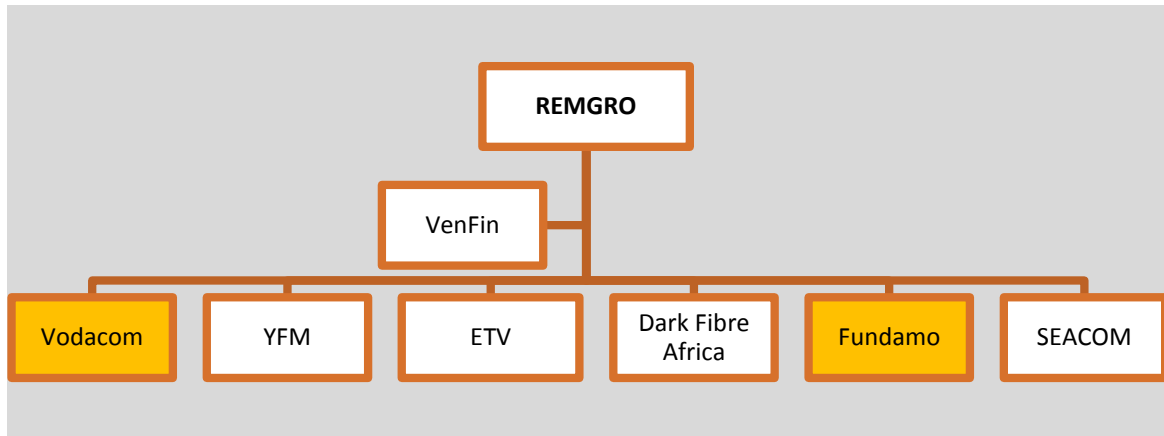 REMGRO
VenFin
Vodacom
YFM
ETV
Dark Fibre
Africa
Fundamo
SEACOM